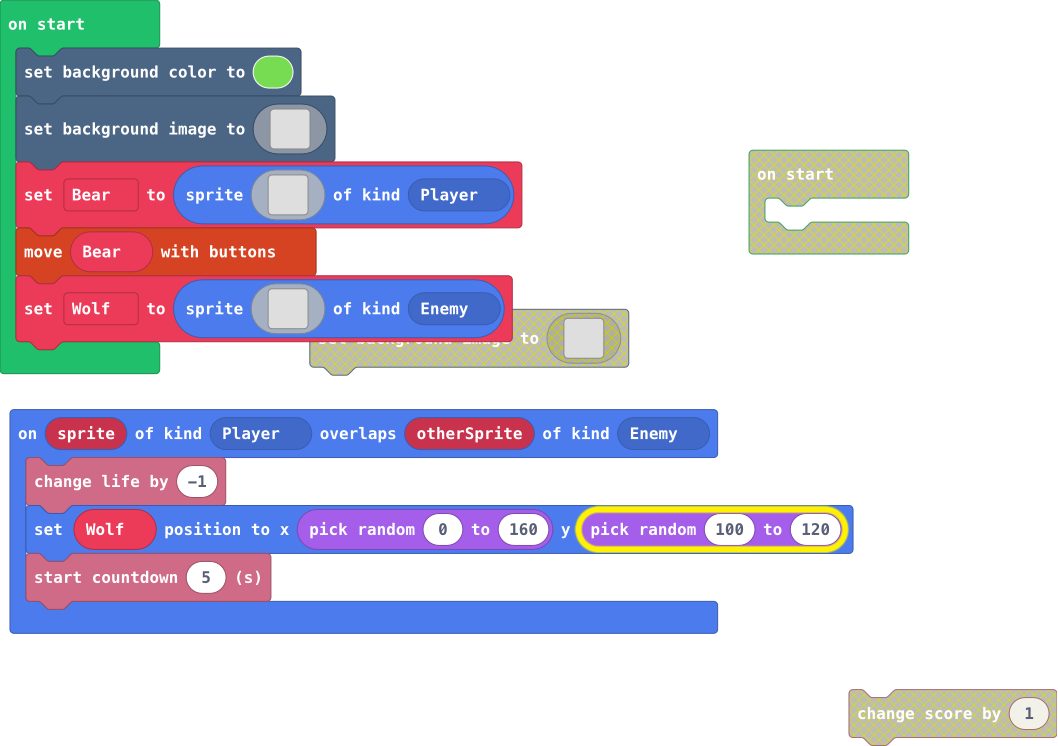 on start
set background color to
set background image to
set Bear to sprite of kind Player
on start
move Bear with buttons
set Wolf to sprite of kind Enemy
set background image to
on sprite of kind Player overlaps otherSprite of kind Enemy
change life by −1
set Wolf position to x pick random 0 to 160 y pick random 100 to 120
start countdown 5 (s)
change score by 1